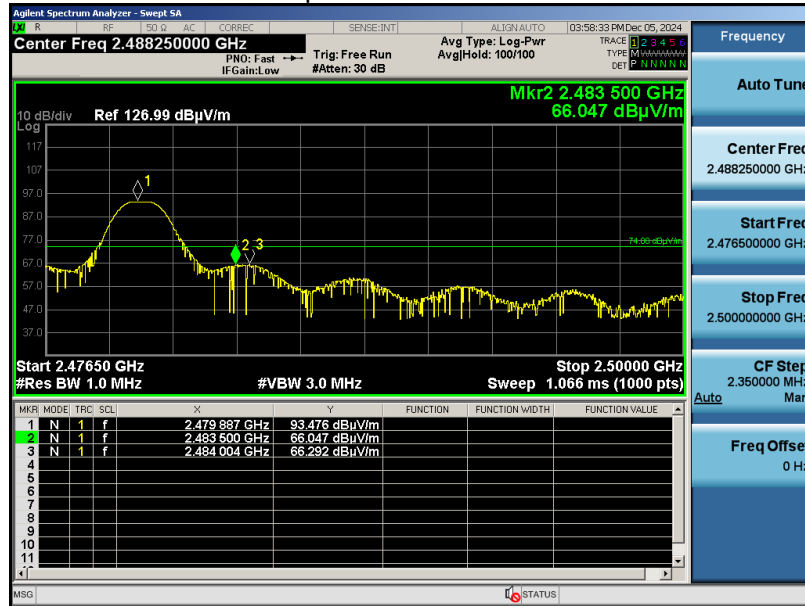 Agilent Spectrum Analyzer - Swept SA
LXI R RF 50 Ω AC CORREC SENSE:INT ALIGN AUTO 03:58:33 PM Dec 05, 2024
Center Freq 2.488250000 GHz
PNO: Fast
IFGain:Low
Trig: Free Run
#Atten: 30 dB
Avg Type: Log-Pwr
Avg|Hold: 100/100
TRACE 1 2 3 4 5 6
TYPE M
DET P N N N N N
Mkr2 2.483 500 GHz
66.047 dBµV/m
10 dB/div Ref 126.99 dBµV/m
Log
117
107
97.0
87.0
77.0
67.0
57.0
47.0
37.0
1
2 3
74.00 dBµV/m
Start 2.47650 GHz Stop 2.50000 GHz
#Res BW 1.0 MHz #VBW 3.0 MHz Sweep 1.066 ms (1000 pts)
MKR MODE TRC SCL X Y FUNCTION FUNCTION WIDTH FUNCTION VALUE
1 N 1 f 2.479 887 GHz 93.476 dBµV/m
2 N 1 f 2.483 500 GHz 66.047 dBµV/m
3 N 1 f 2.484 004 GHz 66.292 dBµV/m
4
5
6
7
8
9
10
11
MSG STATUS
Frequency
Auto Tune
Center Freq
2.488250000 GHz
Start Freq
2.476500000 GHz
Stop Freq
2.500000000 GHz
CF Step
2.350000 MHz
Auto Man
Freq Offset
0 Hz